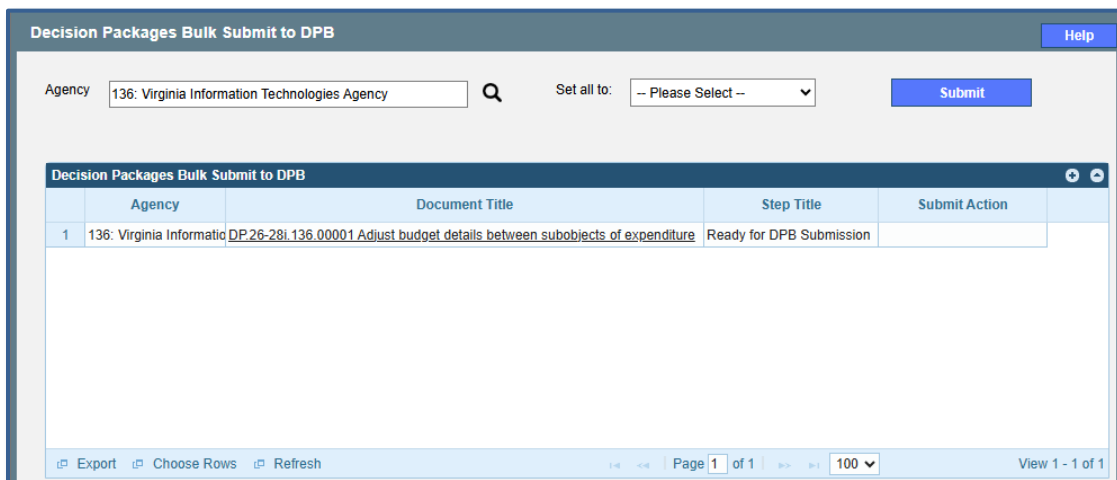 Decision Packages Bulk Submit to DPB Help
Agency 136: Virginia Information Technologies Agency Set all to: -- Please Select -- Submit
Decision Packages Bulk Submit to DPB
Agency Document Title Step Title Submit Action
1 136: Virginia Informatic DP.26-28i.136.00001 Adjust budget details between subobjects of expenditure Ready for DPB Submission
Export Choose Rows Refresh Page 1 of 1 100 View 1 - 1 of 1